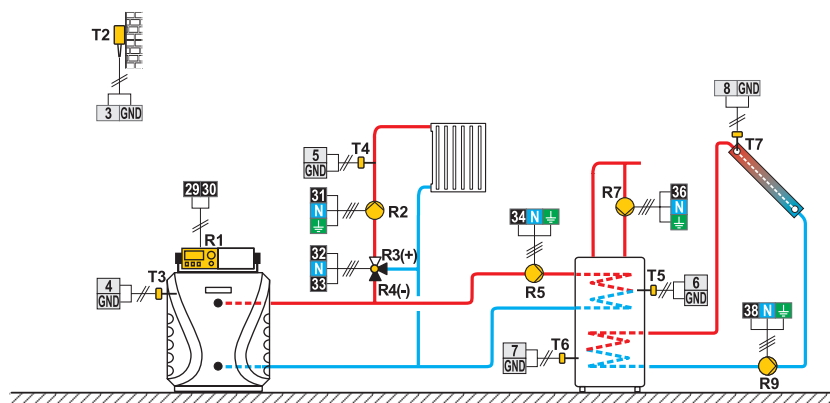 T2
3 GND
8 GND
T7
5
GND
T4
31
N
R2
29 30
R1
32
N
33
R3(+)
R4(-)
4
GND
T3
34 N
R5
R7
36
N
T5
6
GND
7
GND
T6
38 N
R9